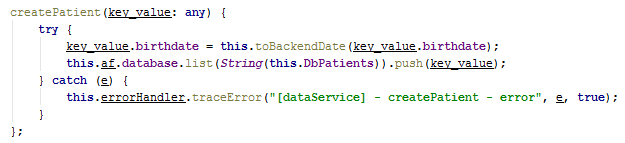 createPatient(key_value: any) {
try {
key_value.birthdate = this.toBackendDate(key_value.birthdate);
this.af.database.list(String(this.DbPatients)).push(key_value);
} catch (e) {
this.errorHandler.traceError("[dataService] - createPatient - error", e, true);
}
};